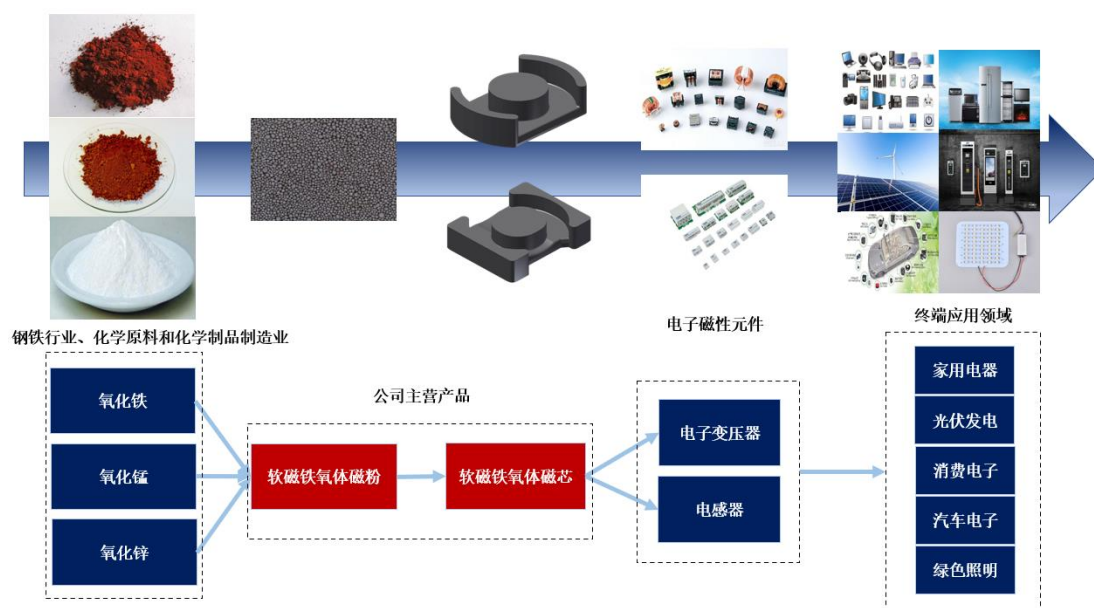 钢铁行业、化学原料和化学制品制造业
氧化铁
氧化锰
氧化锌
公司主营产品
软磁铁氧体磁粉
软磁铁氧体磁芯
电子磁性元件
电子变压器
电感器
终端应用领域
家用电器
光伏发电
消费电子
汽车电子
绿色照明